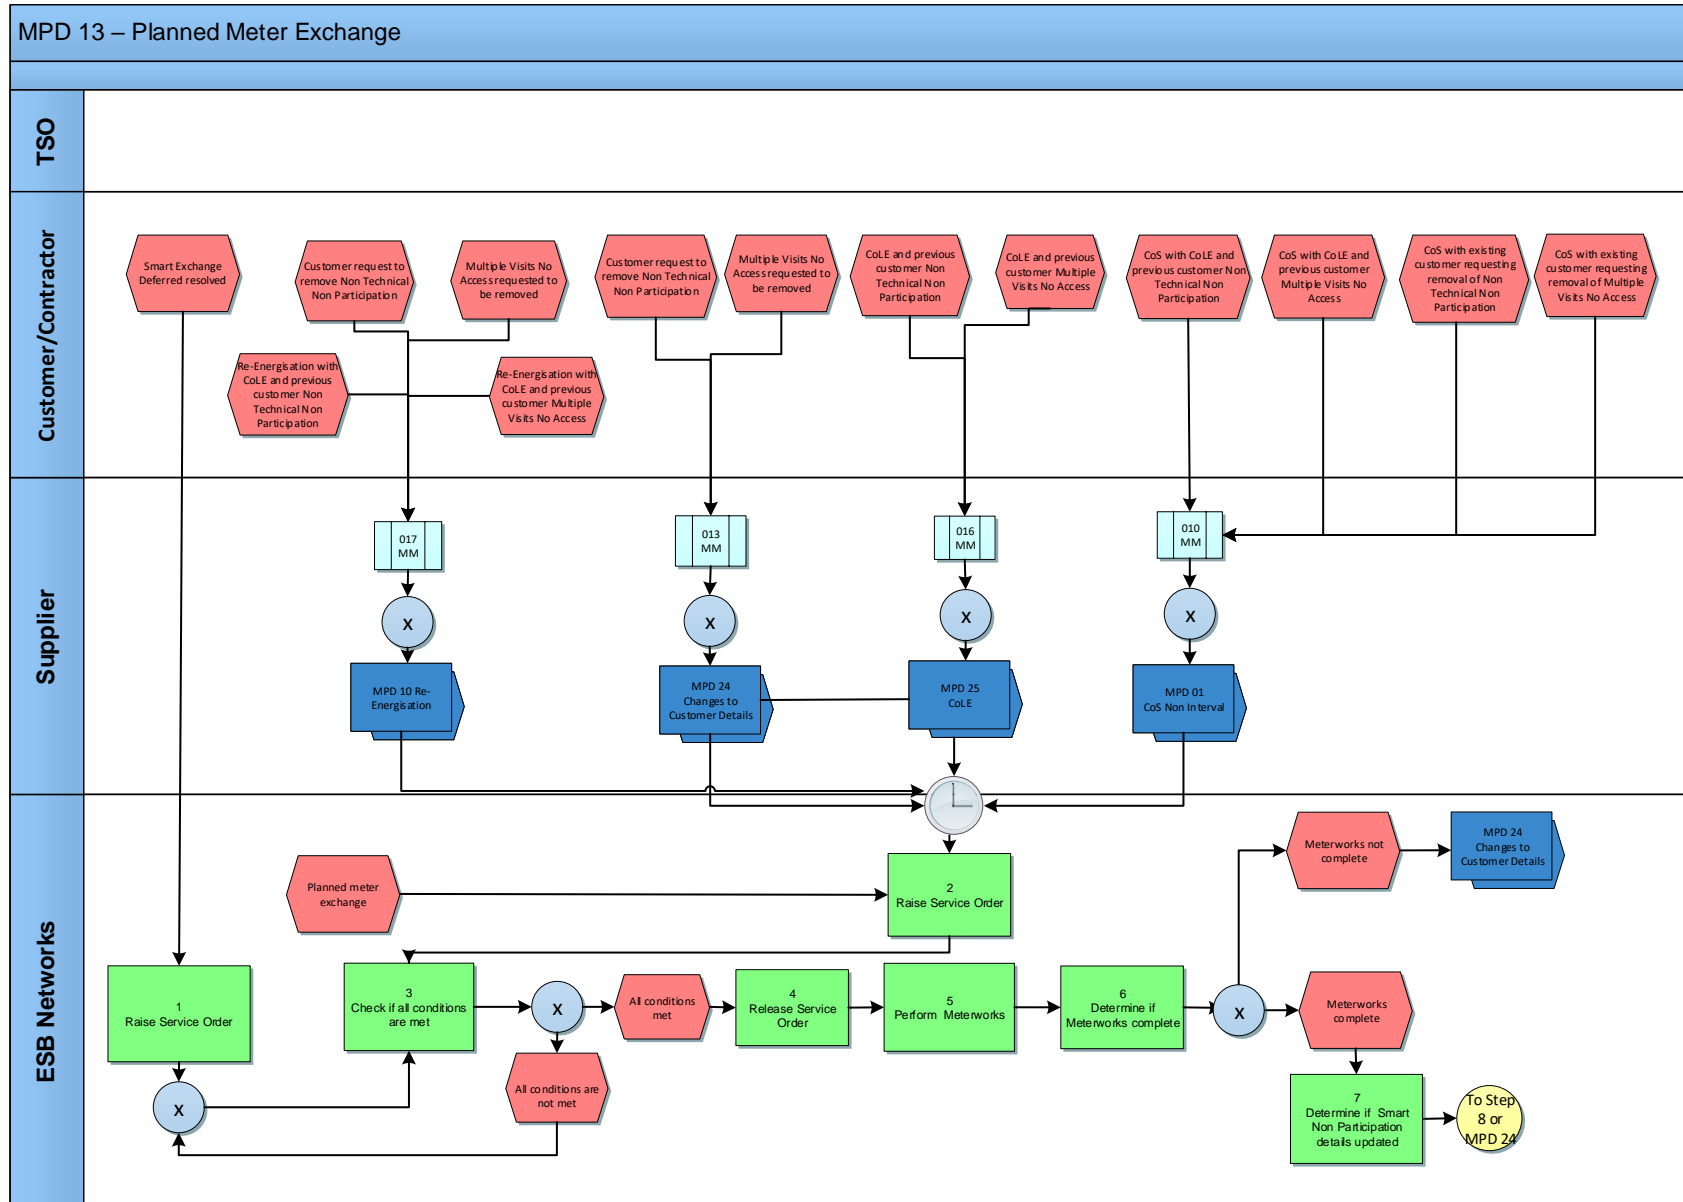 MPD 13 – Planned Meter Exchange
TSO
Customer/Contractor
Smart Exchange
Deferred resolved
Customer request to
remove Non Technical
Non Participation
Multiple Visits No
Access requested to
be removed
Customer request to
remove Non Technical
Non Participation
Multiple Visits No
Access requested to
be removed
CoLE and previous
customer Non
Technical Non
Participation
CoLE and previous
customer Multiple
Visits No Access
CoS with CoLE and
previous customer Non
Technical Non
Participation
CoS with CoLE and
previous customer
Multiple Visits No
Access
CoS with existing
customer requesting
removal of Non
Technical Non
Participation
CoS with existing
customer requesting
removal of Multiple
Visits No Access
Re-Energisation with
CoLE and previous
customer Non
Technical Non
Participation
Re-Energisation with
CoLE and previous
customer Multiple
Visits No Access
Supplier
017
MM
013
MM
016
MM
010
MM
X
X
X
X
MPD 10 Re-
Energisation
MPD 24
Changes to
Customer Details
MPD 25
CoLE
MPD 01
CoS Non Interval
ESB Networks
Planned meter
exchange
2
Raise Service Order
Meterworks not
complete
MPD 24
Changes to
Customer Details
1
Raise Service Order
3
Check if all conditions
are met
X
All conditions
met
4
Release Service
Order
5
Perform Meterworks
6
Determine if
Meterworks complete
X
Meterworks
complete
X
All conditions are
not met
7
Determine if Smart
Non Participation
details updated
To Step
8 or
MPD 24